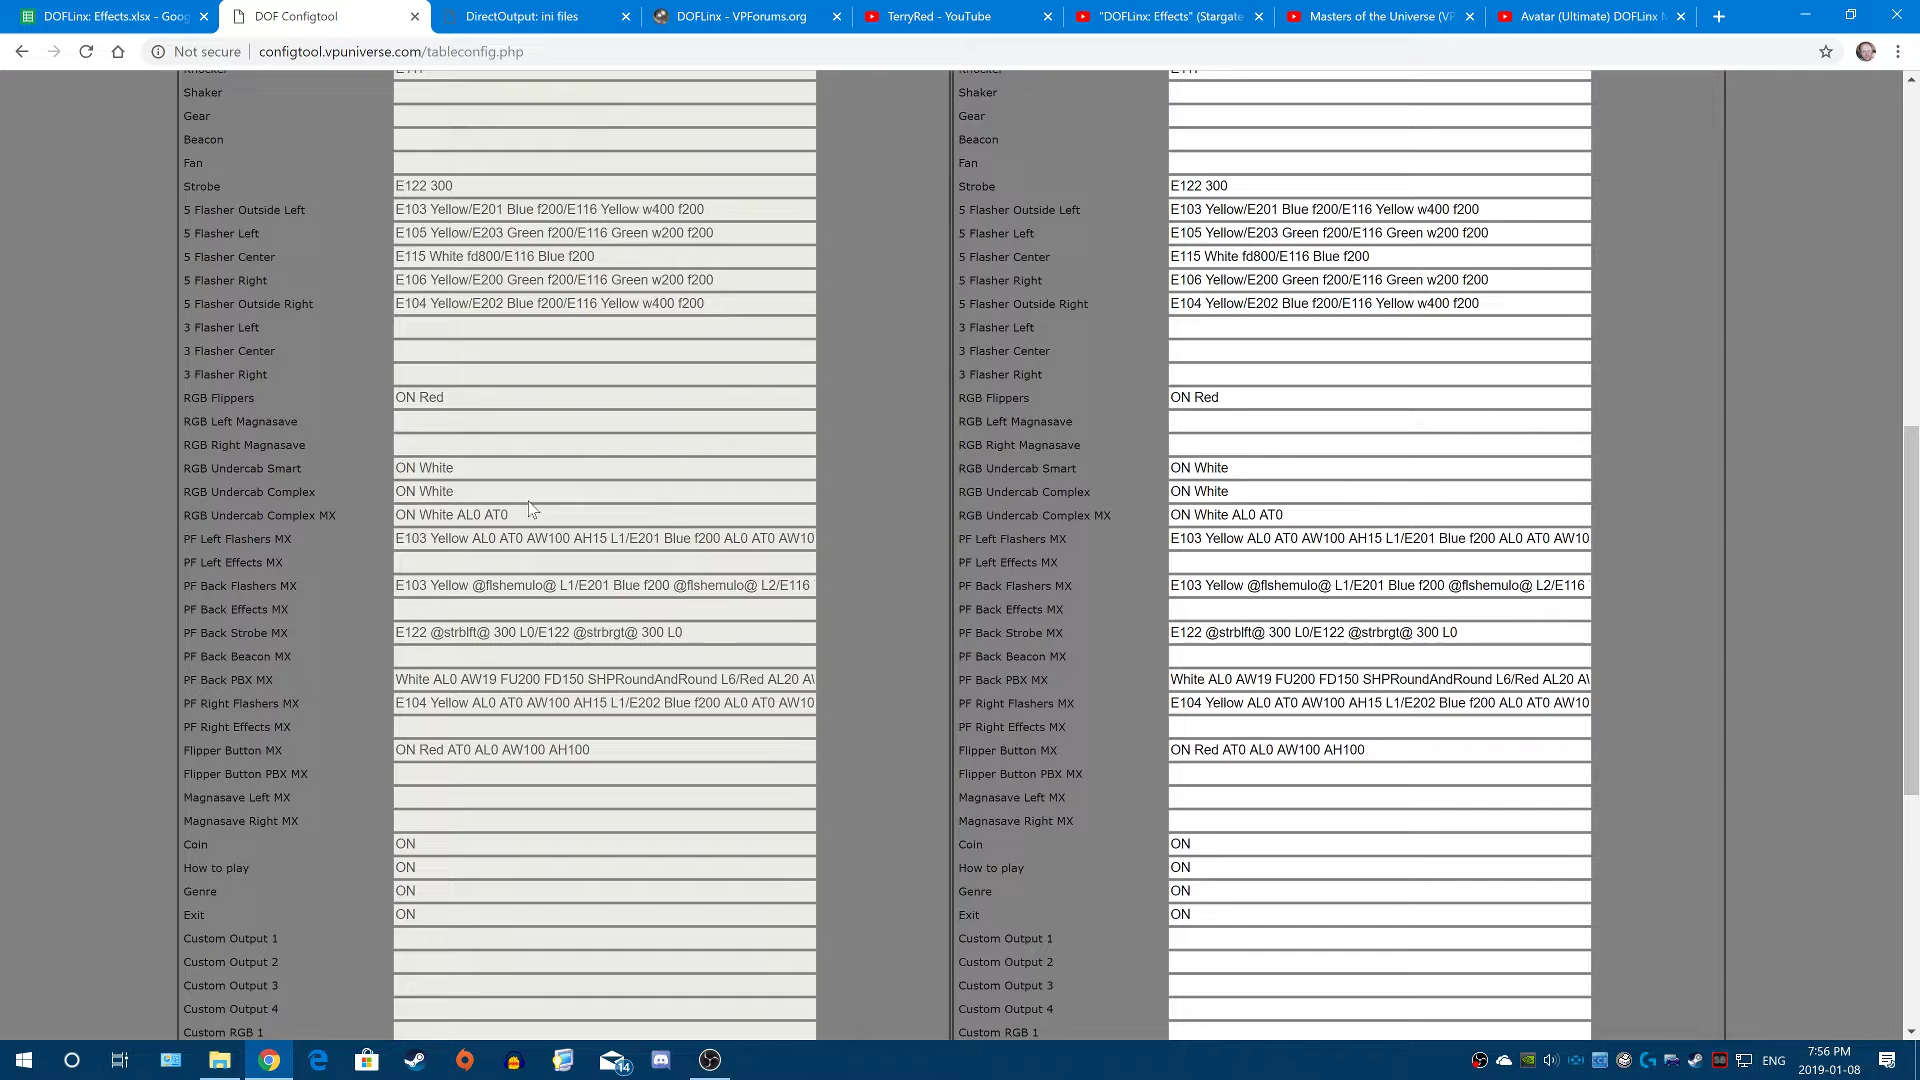 DOFLinx: Effects.xlsx - Goog
DOF Configtool
DirectOutput: ini files
DOFLinx - VPForums.org
TerryRed - YouTube
"DOFLinx: Effects" (Stargate
Masters of the Universe (VP
Avatar (Ultimate) DOFLinx
Not secure
configtool.vpuniverse.com/tableconfig.php
Shaker
Shaker
Gear
Gear
Beacon
Beacon
Fan
Fan
Strobe E122 300
Strobe E122 300
5 Flasher Outside Left E103 Yellow/E201 Blue f200/E116 Yellow w400 f200
5 Flasher Outside Left E103 Yellow/E201 Blue f200/E116 Yellow w400 f200
5 Flasher Left E105 Yellow/E203 Green f200/E116 Green w200 f200
5 Flasher Left E105 Yellow/E203 Green f200/E116 Green w200 f200
5 Flasher Center E115 White fd800/E116 Blue f200
5 Flasher Center E115 White fd800/E116 Blue f200
5 Flasher Right E106 Yellow/E200 Green f200/E116 Green w200 f200
5 Flasher Right E106 Yellow/E200 Green f200/E116 Green w200 f200
5 Flasher Outside Right E104 Yellow/E202 Blue f200/E116 Yellow w400 f200
5 Flasher Outside Right E104 Yellow/E202 Blue f200/E116 Yellow w400 f200
3 Flasher Left
3 Flasher Left
3 Flasher Center
3 Flasher Center
3 Flasher Right
3 Flasher Right
RGB Flippers ON Red
RGB Flippers ON Red
RGB Left Magnasave
RGB Left Magnasave
RGB Right Magnasave
RGB Right Magnasave
RGB Undercab Smart ON White
RGB Undercab Smart ON White
RGB Undercab Complex ON White
RGB Undercab Complex ON White
RGB Undercab Complex MX ON White AL0 AT0
RGB Undercab Complex MX ON White AL0 AT0
PF Left Flashers MX E103 Yellow AL0 AT0 AW100 AH15 L1/E201 Blue f200 AL0 AT0 AW10
PF Left Flashers MX E103 Yellow AL0 AT0 AW100 AH15 L1/E201 Blue f200 AL0 AT0 AW10
PF Left Effects MX
PF Left Effects MX
PF Back Flashers MX E103 Yellow @flshemulo@ L1/E201 Blue f200 @flshemulo@ L2/E116
PF Back Flashers MX E103 Yellow @flshemulo@ L1/E201 Blue f200 @flshemulo@ L2/E116
PF Back Effects MX
PF Back Effects MX
PF Back Strobe MX E122 @strblft@ 300 L0/E122 @strbrgt@ 300 L0
PF Back Strobe MX E122 @strblft@ 300 L0/E122 @strbrgt@ 300 L0
PF Back Beacon MX
PF Back Beacon MX
PF Back PBX MX White AL0 AW19 FU200 FD150 SHPRoundAndRound L6/Red AL20
PF Back PBX MX White AL0 AW19 FU200 FD150 SHPRoundAndRound L6/Red AL20
PF Right Flashers MX E104 Yellow AL0 AT0 AW100 AH15 L1/E202 Blue f200 AL0 AT0 AW10
PF Right Flashers MX E104 Yellow AL0 AT0 AW100 AH15 L1/E202 Blue f200 AL0 AT0 AW10
PF Right Effects MX
PF Right Effects MX
Flipper Button MX ON Red AT0 AL0 AW100 AH100
Flipper Button MX ON Red AT0 AL0 AW100 AH100
Flipper Button PBX MX
Flipper Button PBX MX
Magnasave Left MX
Magnasave Left MX
Magnasave Right MX
Magnasave Right MX
Coin ON
Coin ON
How to play ON
How to play ON
Genre ON
Genre ON
Exit ON
Exit ON
Custom Output 1
Custom Output 1
Custom Output 2
Custom Output 2
Custom Output 3
Custom Output 3
Custom Output 4
Custom Output 4
Custom RGB 1
Custom RGB 1
14
ENG
7:56 PM
2019-01-08